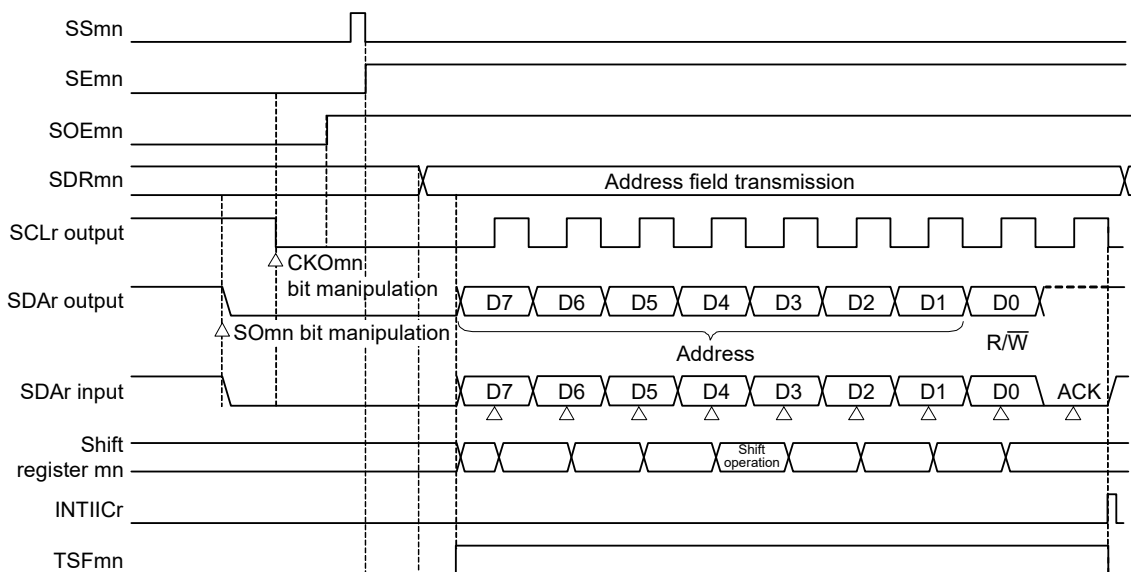 SSmn
SEmn
SOEmn
SDRmn
Address field transmission
SCLr output
CKOmn
bit manipulation
SDAr output
D7 D6 D5 D4 D3 D2 D1 D0
SOmn bit manipulation
Address
R/W̅
SDAr input
D7 D6 D5 D4 D3 D2 D1 D0 ACK
Shift
register mn
Shift
operation
INTIICr
TSFmn